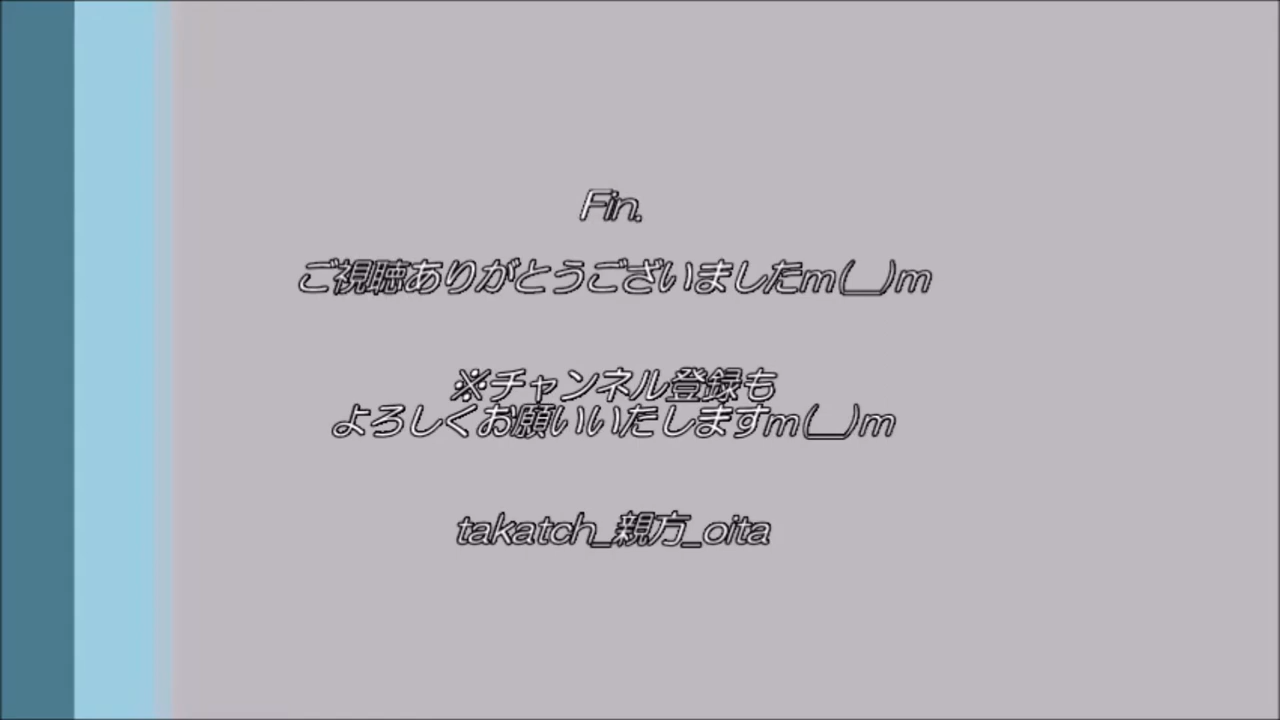 Fin.
ご視聴ありがとうございましたm(__)m
※チャンネル登録も
よろしくお願いいたしますm(__)m
takatch_親方_oita